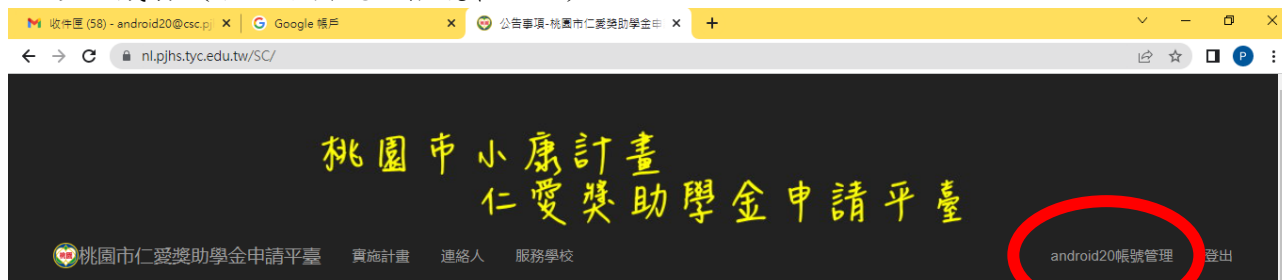 收件匣 (58) - android20@csc.pj
Google 帳戶
公告事項-桃園市仁愛獎助學金申
nl.pjhs.tyc.edu.tw/SC/
P
桃園市小康計畫
仁愛獎助學金申請平臺
桃園市仁愛獎助學金申請平臺 實施計畫 連絡人 服務學校 android20帳號管理 登出